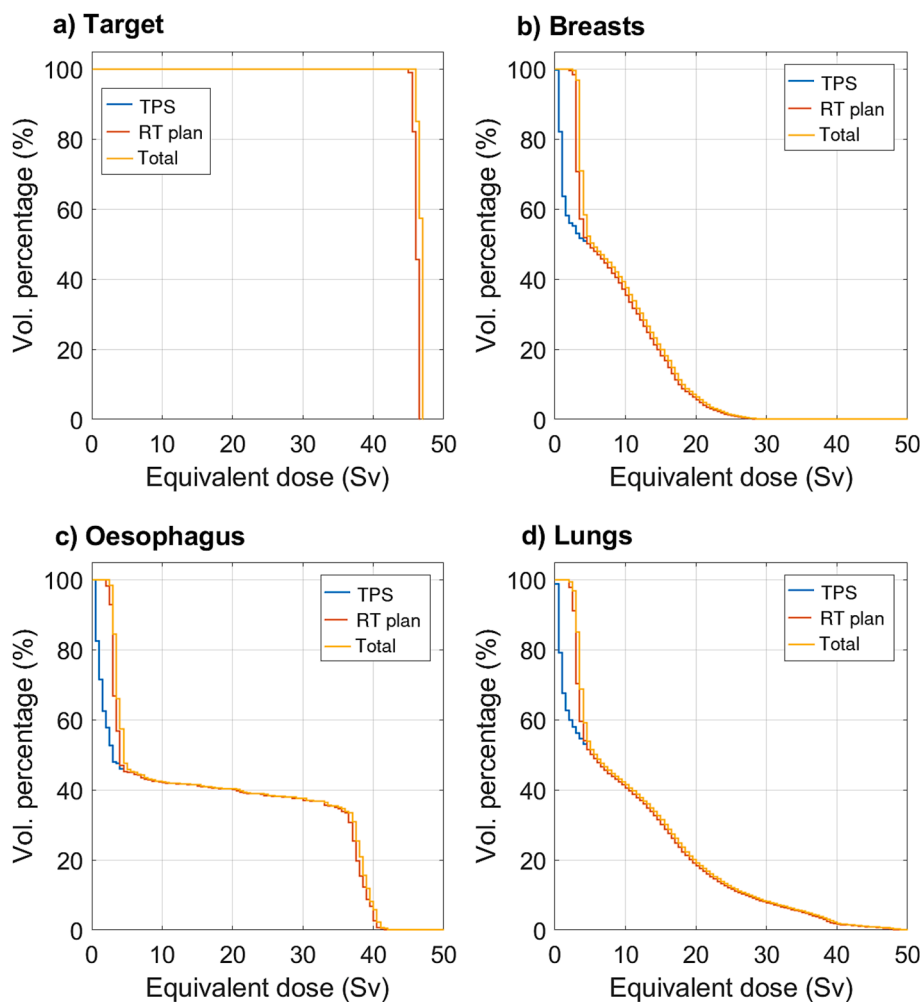 a) Target
Vol. percentage (%)
100
80
60
40
20
0
TPS
RT plan
Total
0 10 20 30 40 50
Equivalent dose (Sv)
b) Breasts
Vol. percentage (%)
100
80
60
40
20
0
TPS
RT plan
Total
0 10 20 30 40 50
Equivalent dose (Sv)
c) Oesophagus
Vol. percentage (%)
100
80
60
40
20
0
TPS
RT plan
Total
0 10 20 30 40 50
Equivalent dose (Sv)
d) Lungs
Vol. percentage (%)
100
80
60
40
20
0
TPS
RT plan
Total
0 10 20 30 40 50
Equivalent dose (Sv)